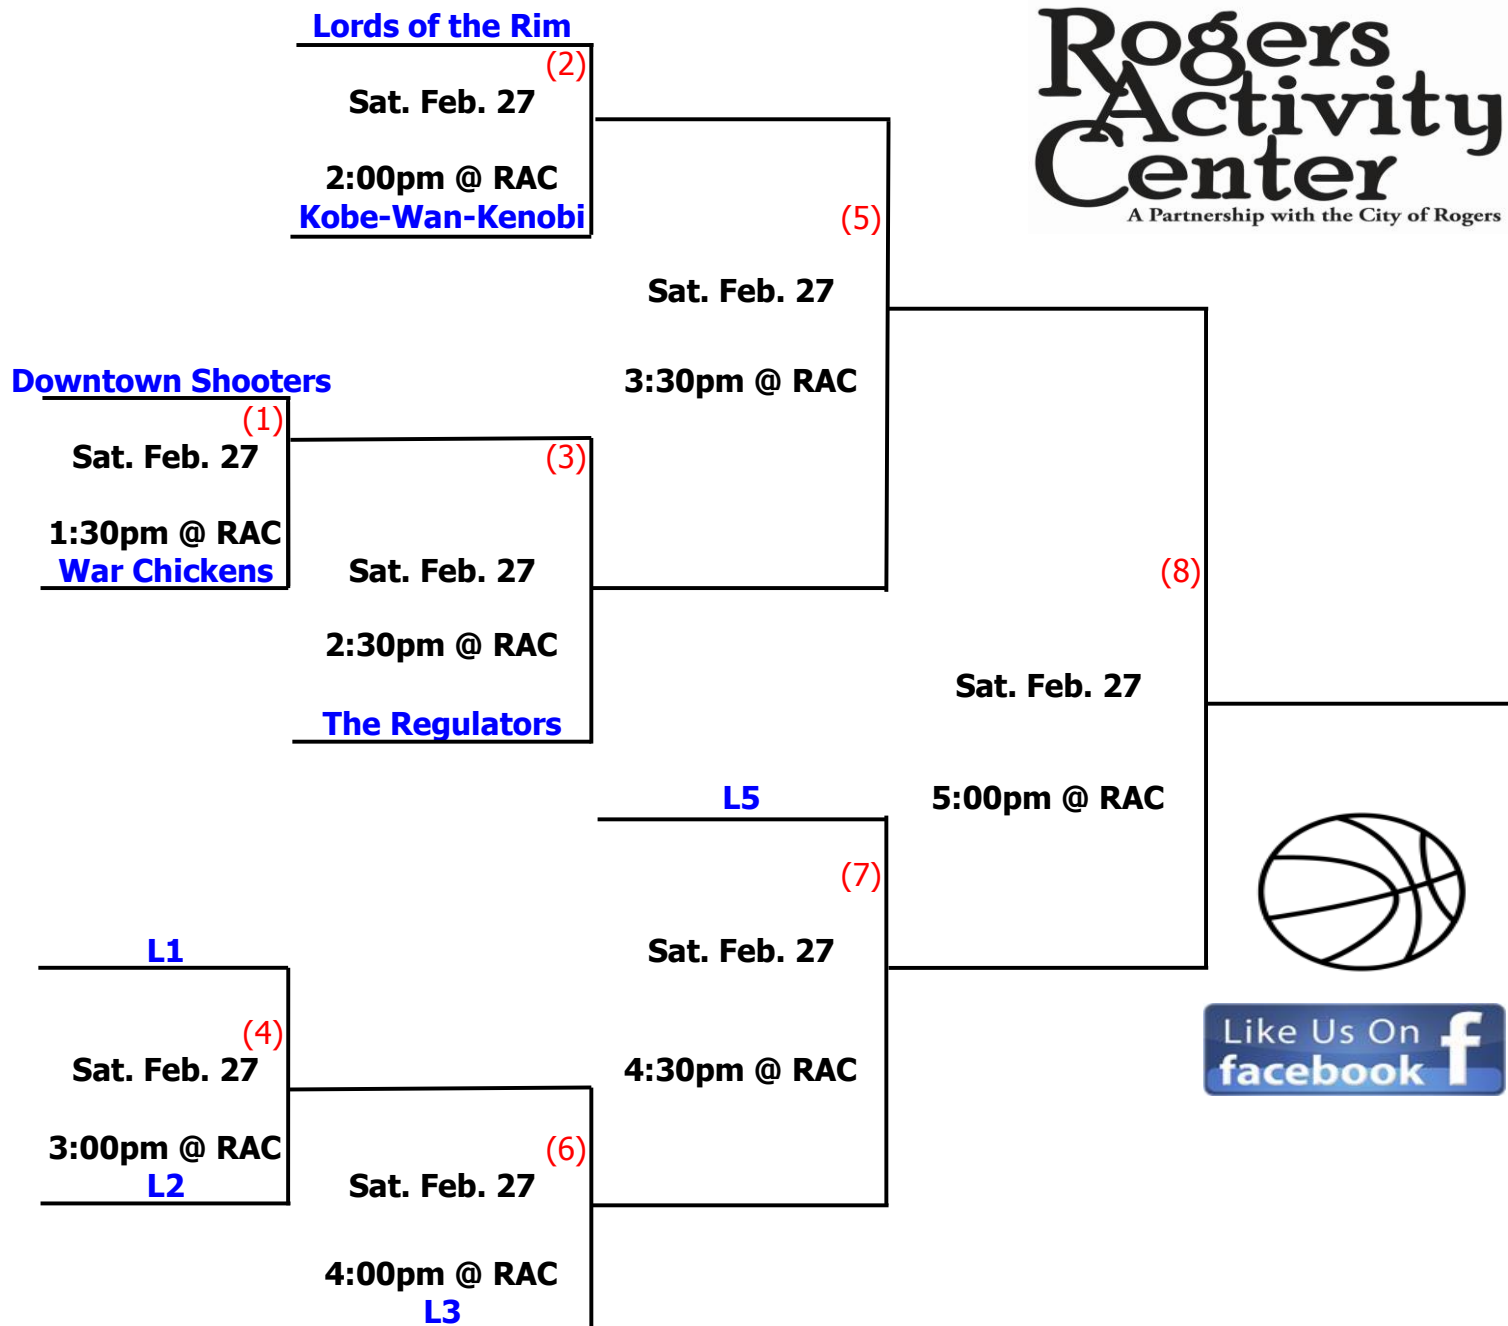 Lords of the Rim
(2)
Sat. Feb. 27
2:00pm @ RAC
Kobe-Wan-Kenobi
Rogers
Activity
Center
A Partnership with the City of Rogers
(5)
Sat. Feb. 27
3:30pm @ RAC
Downtown Shooters
(1)
Sat. Feb. 27
1:30pm @ RAC
War Chickens
(3)
Sat. Feb. 27
2:30pm @ RAC
The Regulators
(8)
Sat. Feb. 27
5:00pm @ RAC
L5
(7)
Sat. Feb. 27
4:30pm @ RAC
L1
(4)
Sat. Feb. 27
3:00pm @ RAC
L2
(6)
Sat. Feb. 27
4:00pm @ RAC
L3
Like Us On
facebook f